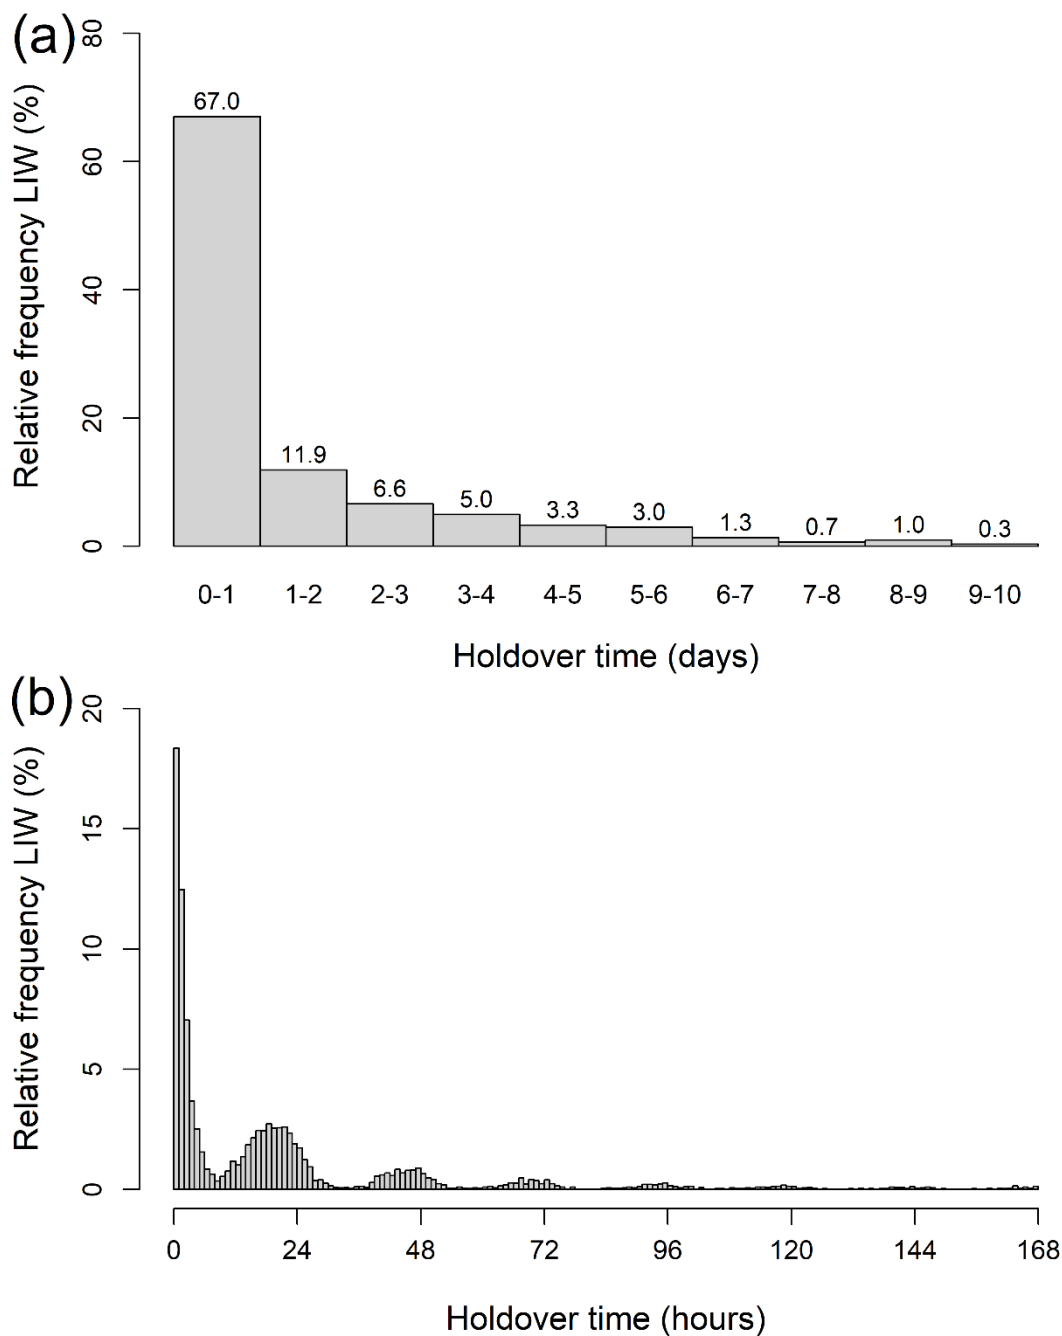 (a)
Relative frequency LIW (%)
80
60
40
20
0
67.0
11.9
6.6
5.0
3.3
3.0
1.3
0.7
1.0
0.3
0-1 1-2 2-3 3-4 4-5 5-6 6-7 7-8 8-9 9-10
Holdover time (days)
(b)
Relative frequency LIW (%)
20
15
10
5
0
0 24 48 72 96 120 144 168
Holdover time (hours)